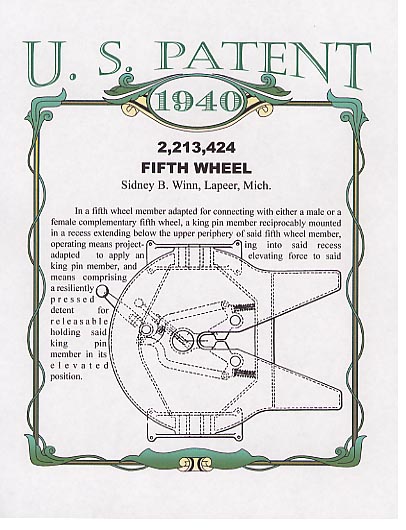 U. S. PATENT
1940
2,213,424
FIFTH WHEEL
Sidney B. Winn, Lapeer, Mich.
In a fifth wheel member adapted for connecting with either a male or a
female complementary fifth wheel, a king pin member reciprocably mounted
in a recess extending below the upper periphery of said fifth wheel member,
operating means project- ing into said recess
adapted to apply an elevating force to said
king pin member, and
means comprising
a resiliently
pressed
detent for
releasable
holding said
king pin
member in its
elevated
position.